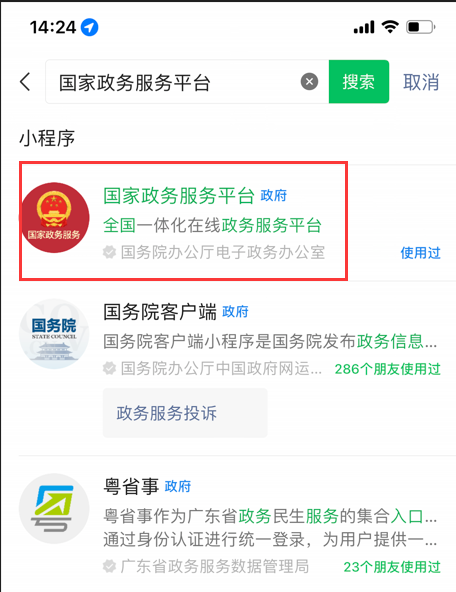 14:24
国家政务服务平台
搜索
取消
小程序
国家政务服务
国家政务服务平台 政府
全国一体化在线政务服务平台
国务院办公厅电子政务办公室
使用过
国务院
STATE COUNCIL
国务院客户端 政府
国务院客户端小程序是国务院发布政务信息...
国务院办公厅中国政府网运...
286个朋友使用过
政务服务投诉
粤省事 政府
粤省事作为广东省政务民生服务的集合入口...
通过身份认证进行统一登录，为用户提供一...
广东省政务服务数据管理局
23个朋友使用过